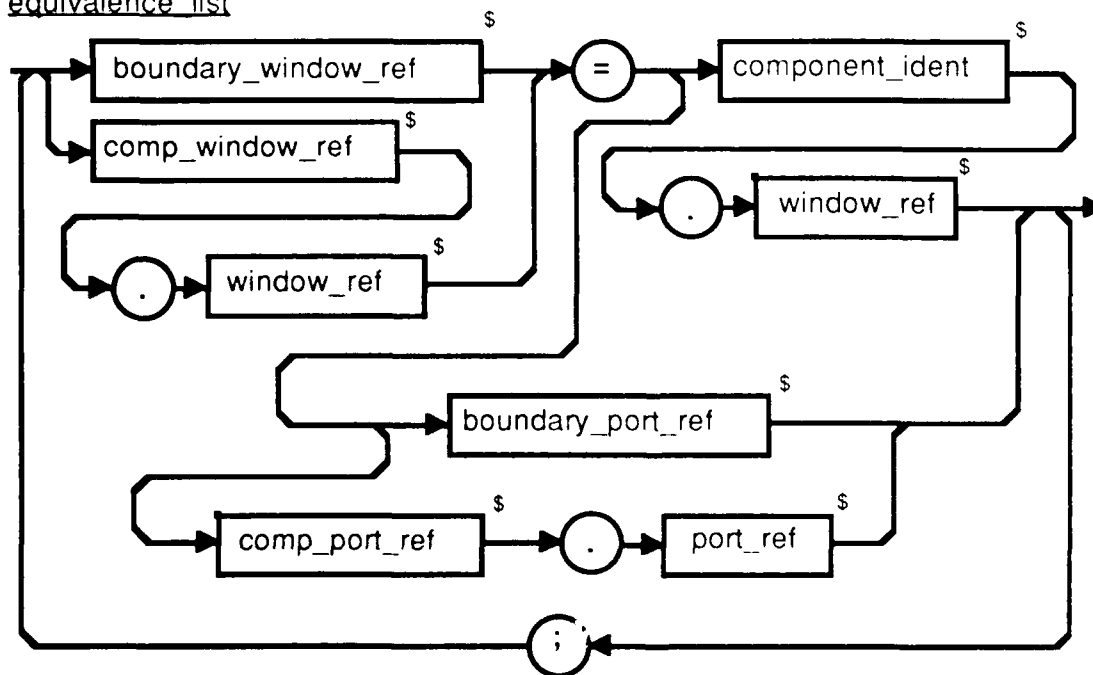 equivalence_list
$ $
boundary_window_ref = component_ident
$
comp_window_ref
$
. window_ref
$
. window_ref
$
boundary_port_ref
$ $
comp_port_ref . port_ref
;